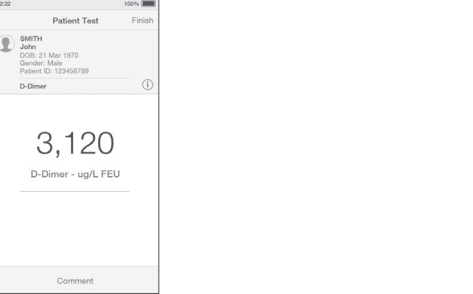 2:32 100%
Patient Test Finish
SMITH
John
DOB: 21 Mar 1970
Gender: Male
Patient ID: 123456789
D-Dimer i
3,120
D-Dimer - ug/L FEU
Comment